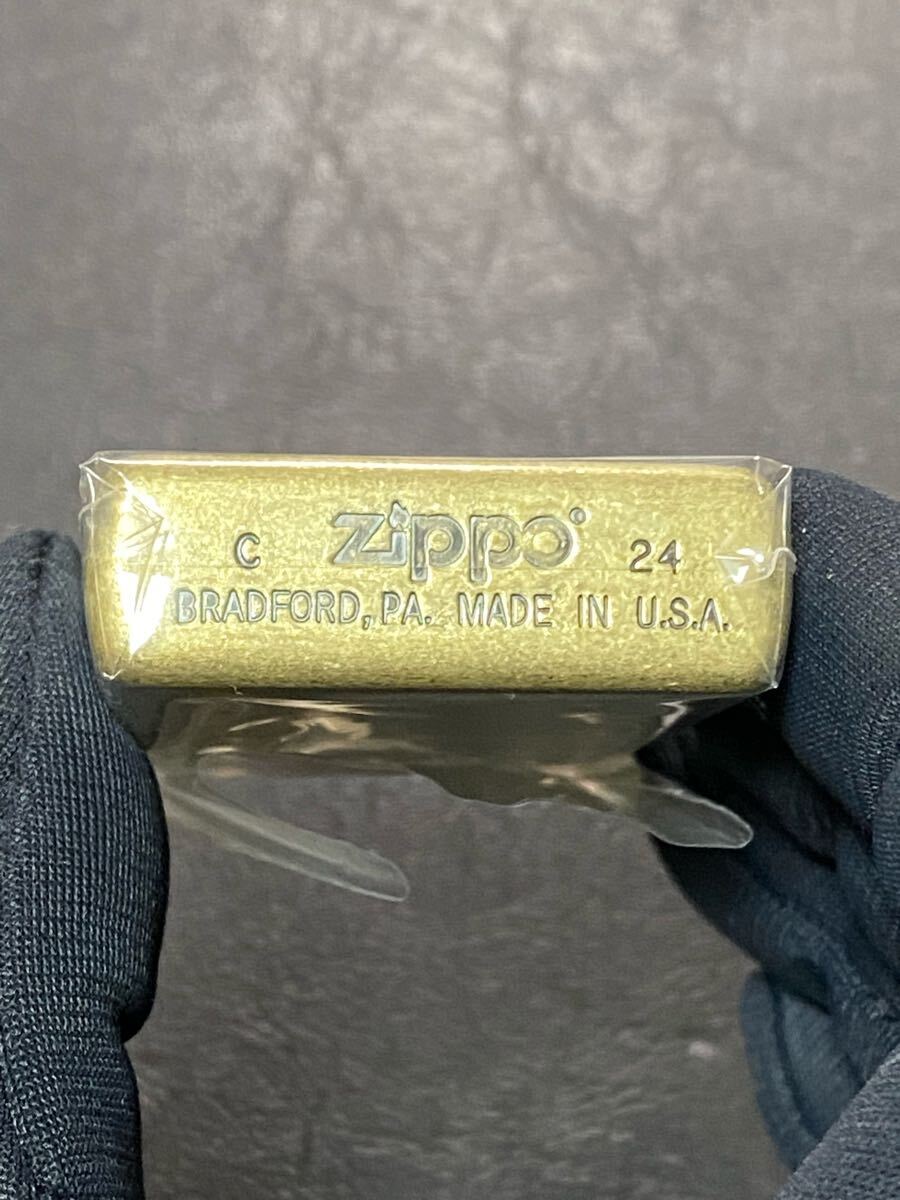 C Zippo® 24
BRADFORD, PA. MADE IN U.S.A.